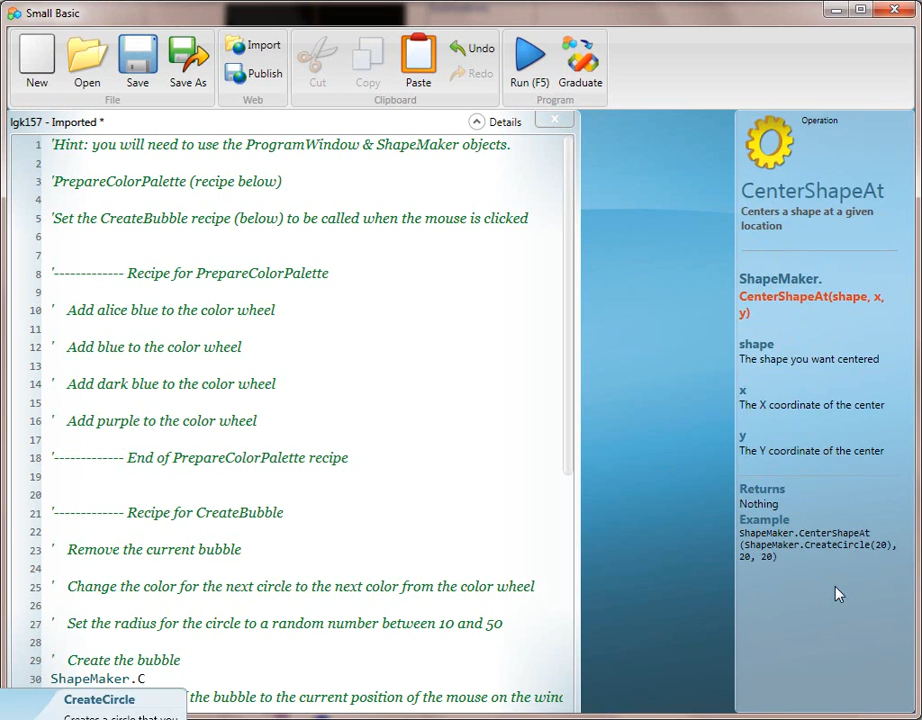 Small Basic
New
Open
Save
Save As
File
Import
Publish
Web
Cut
Copy
Paste
Undo
Redo
Clipboard
Run (F5)
Graduate
Program
lgk157 - Imported *
Details
1 'Hint: you will need to use the ProgramWindow & ShapeMaker objects.
2
3 'PrepareColorPalette (recipe below)
4
5 'Set the CreateBubble recipe (below) to be called when the mouse is clicked
6
7
8 '------------- Recipe for PrepareColorPalette
9
10 ' Add alice blue to the color wheel
11
12 ' Add blue to the color wheel
13
14 ' Add dark blue to the color wheel
15
16 ' Add purple to the color wheel
17
18 '------------- End of PrepareColorPalette recipe
19
20
21 '------------- Recipe for CreateBubble
22
23 ' Remove the current bubble
24
25 ' Change the color for the next circle to the next color from the color wheel
26
27 ' Set the radius for the circle to a random number between 10 and 50
28
29 ' Create the bubble
30 ShapeMaker.C
the bubble to the current position of the mouse on the wind
CreateCircle
Creates a circle that you
Operation
CenterShapeAt
Centers a shape at a given
location
ShapeMaker.
CenterShapeAt(shape, x,
y)
shape
The shape you want centered
x
The X coordinate of the center
y
The Y coordinate of the center
Returns
Nothing
Example
ShapeMaker.CenterShapeAt
(ShapeMaker.CreateCircle(20),
20, 20)